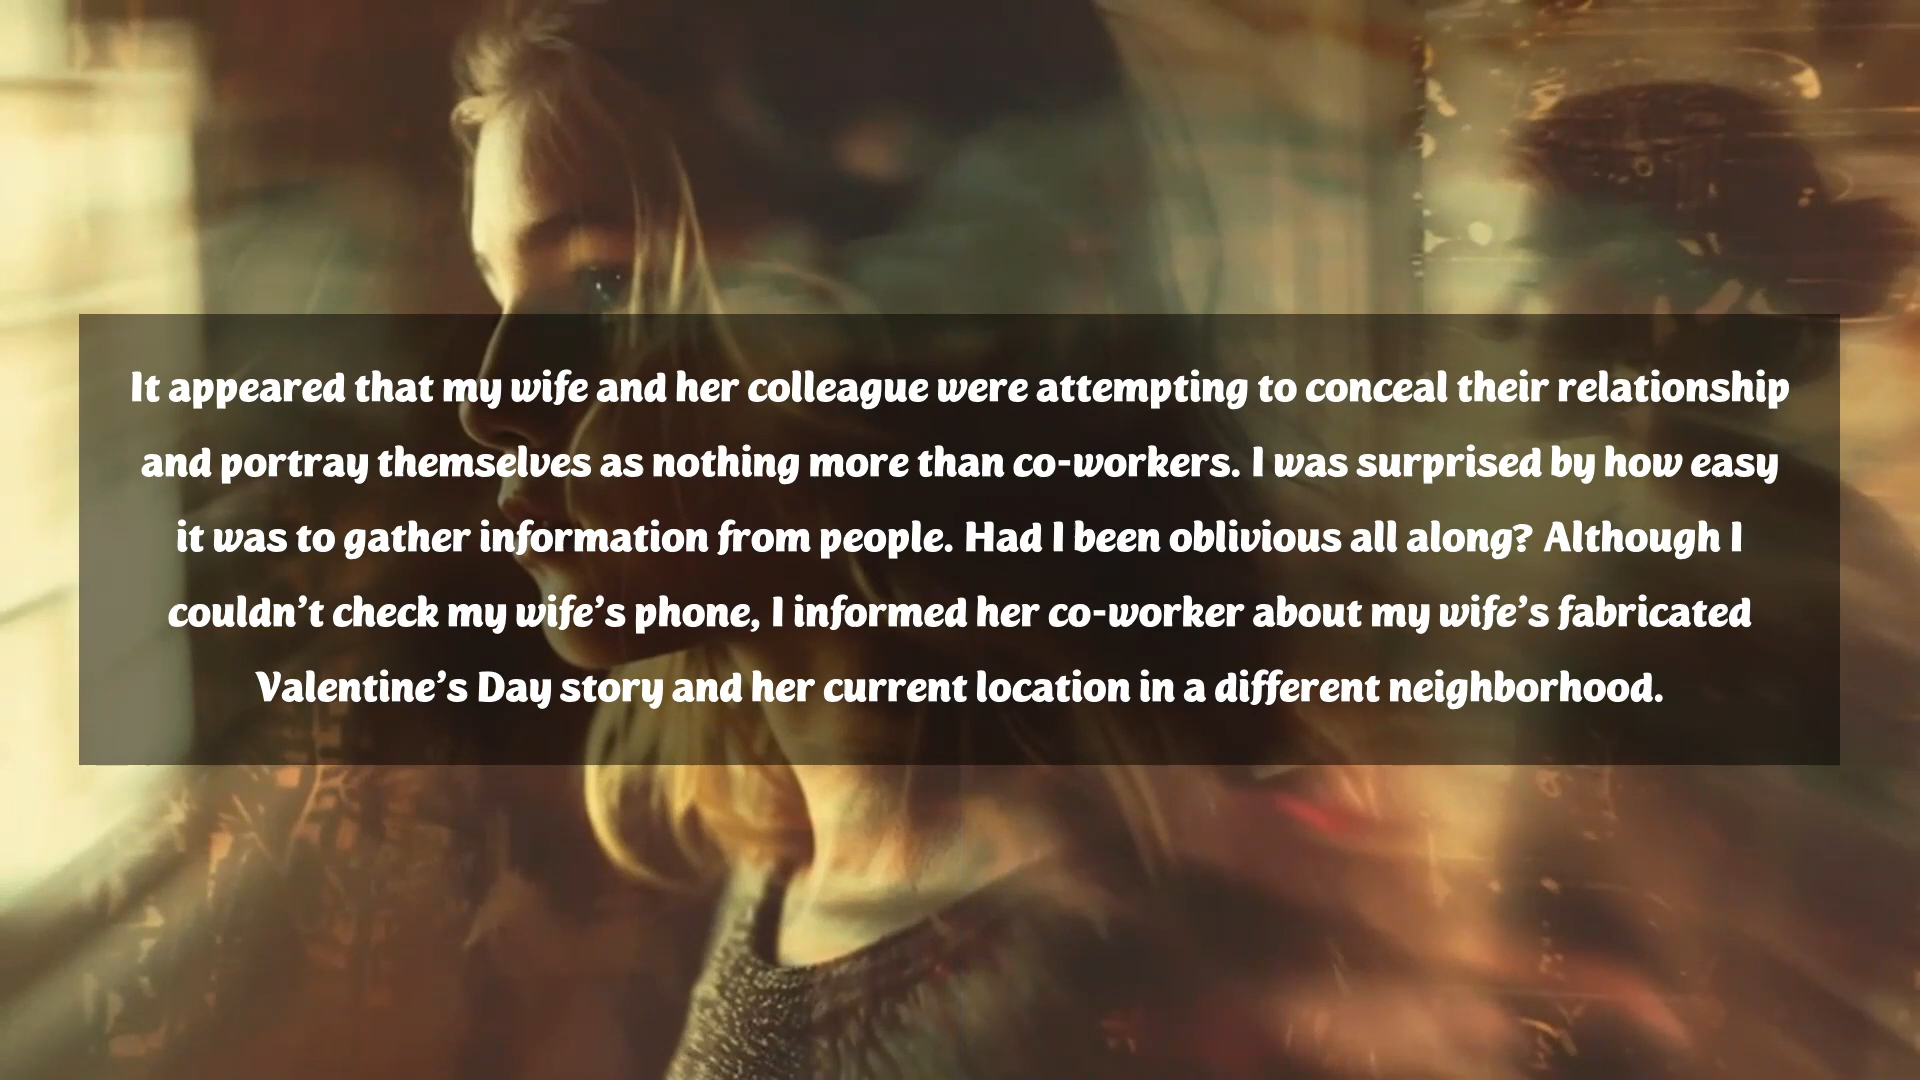 It appeared that my wife and her colleague were attempting to conceal their relationship
and portray themselves as nothing more than co-workers. I was surprised by how easy
it was to gather information from people. Had I been oblivious all along? Although I
couldn’t check my wife’s phone, I informed her co-worker about my wife’s fabricated
Valentine’s Day story and her current location in a different neighborhood.